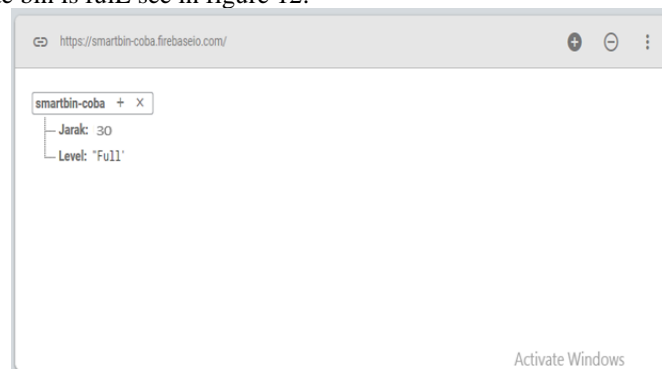 bin is fulL see in figure 12.
https://smartbin-coba.firebaseio.com/
smartbin-coba + ×
Jarak: 30
Level: "Full'
Activate Windows